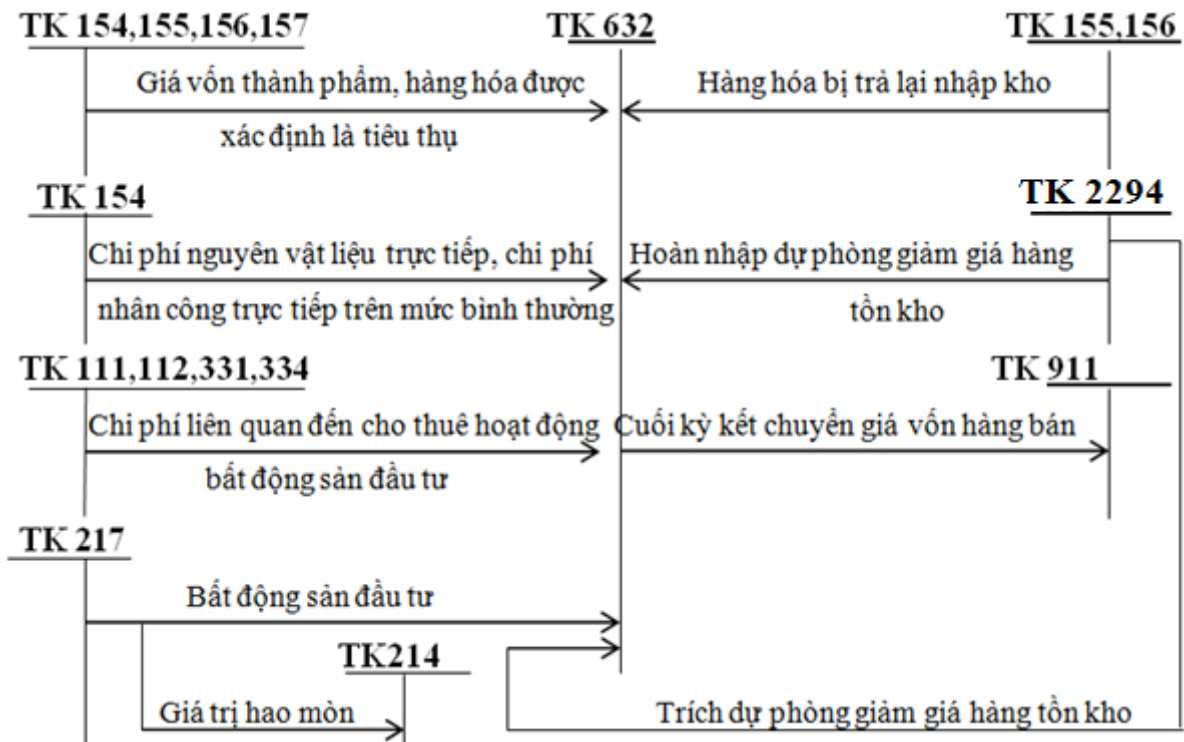 TK 154,155,156,157 TK 632 TK 155,156
Giá vốn thành phẩm, hàng hóa được Hàng hóa bị trả lại nhập kho
xác định là tiêu thụ
TK 154 TK 2294
Chi phí nguyên vật liệu trực tiếp, chi phí Hoàn nhập dự phòng giảm giá hàng
nhân công trực tiếp trên mức bình thường tồn kho
TK 111,112,331,334 TK 911
Chi phí liên quan đến cho thuê hoạt động Cuối kỳ kết chuyển giá vốn hàng bán
bất động sản đầu tư
TK 217
Bất động sản đầu tư
TK214
Giá trị hao mòn Trích dự phòng giảm giá hàng tồn kho